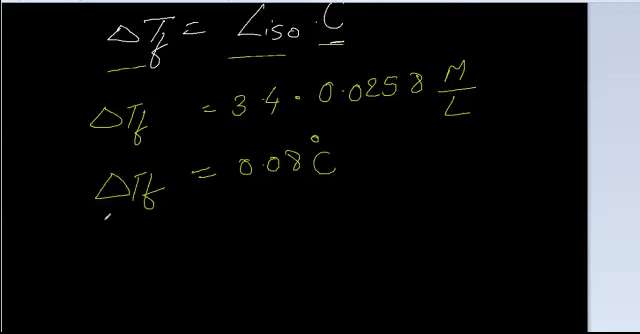 ΔTf = Liso · C
ΔTf = 3.4 · 0.0258 M/L
ΔTf = 0.08°C